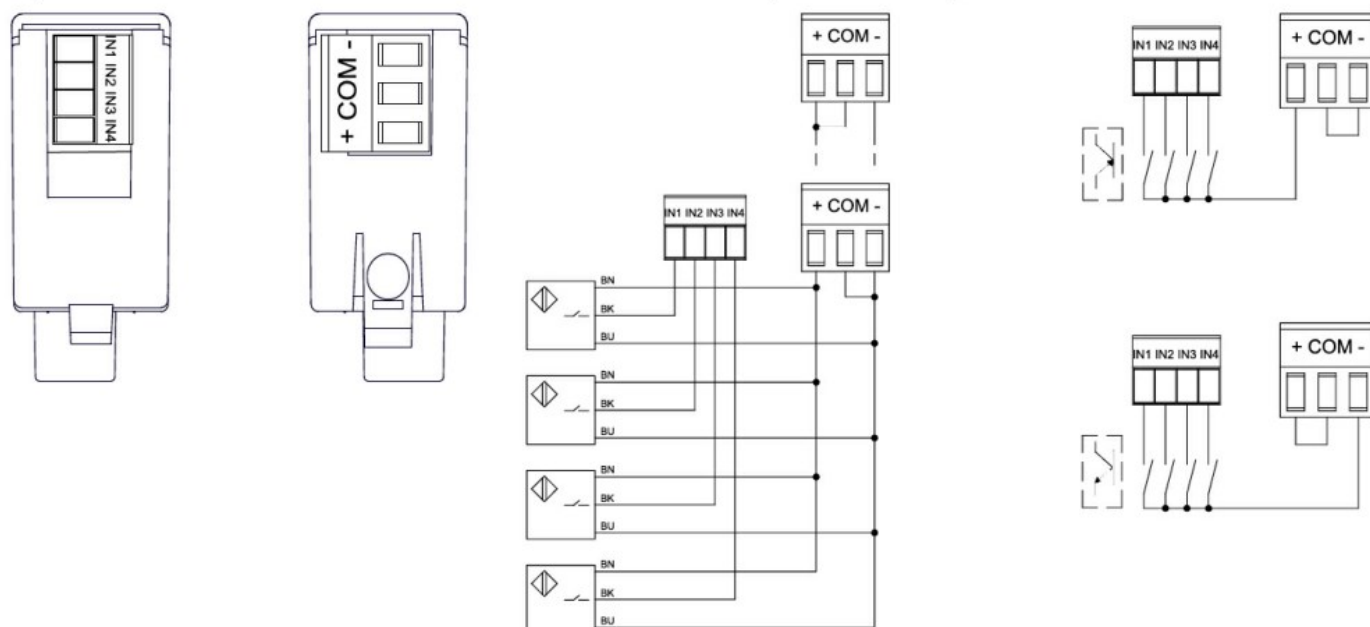 IN1 IN2 IN3 IN4
+ COM -
+ COM -
IN1 IN2 IN3 IN4
+ COM -
IN1 IN2 IN3 IN4
+ COM -
BN
BK
BU
BN
BK
BU
BN
BK
BU
BN
BK
BU
IN1 IN2 IN3 IN4
+ COM -